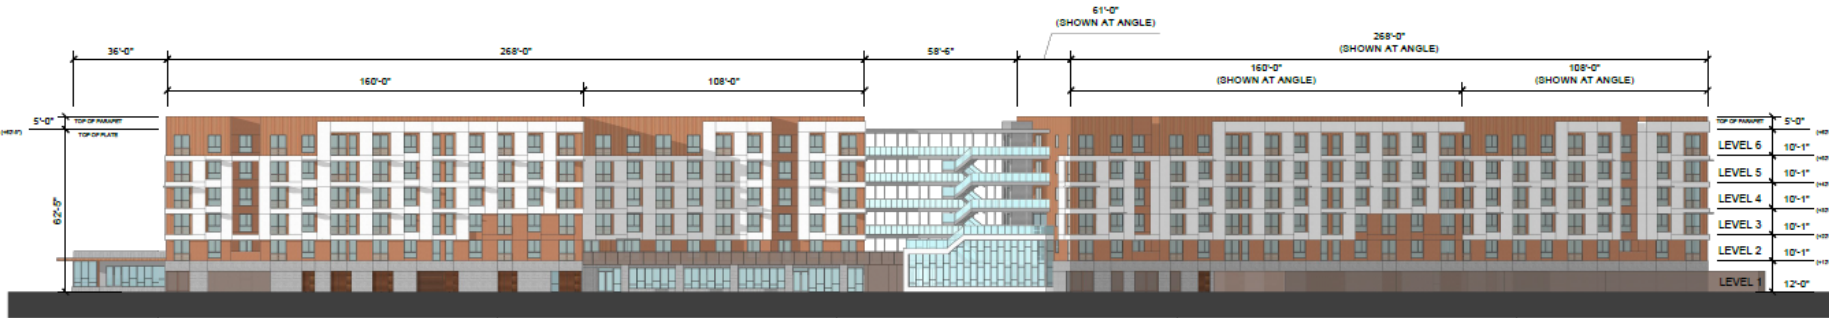 61'-0"
(SHOWN AT ANGLE)
36'-0"
268'-0"
58'-6"
268'-0"
(SHOWN AT ANGLE)
160'-0"
108'-0"
160'-0"
(SHOWN AT ANGLE)
108'-0"
(SHOWN AT ANGLE)
5'-0"
TOP OF PARAPET
TOP OF PLATE
62'-5"
TOP OF PARAPET
5'-0"
LEVEL 6
10'-1"
LEVEL 5
10'-1"
LEVEL 4
10'-1"
LEVEL 3
10'-1"
LEVEL 2
10'-1"
LEVEL 1
12'-0"